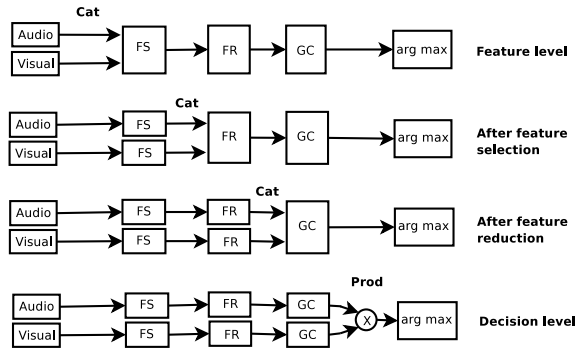 Cat
Audio
Visual
FS
FR
GC
arg max
Feature level
Cat
Audio
Visual
FS
FS
FR
GC
arg max
After feature
selection
Cat
Audio
Visual
FS
FS
FR
FR
GC
arg max
After feature
reduction
Prod
Audio
Visual
FS
FS
FR
FR
GC
GC
X
arg max
Decision level